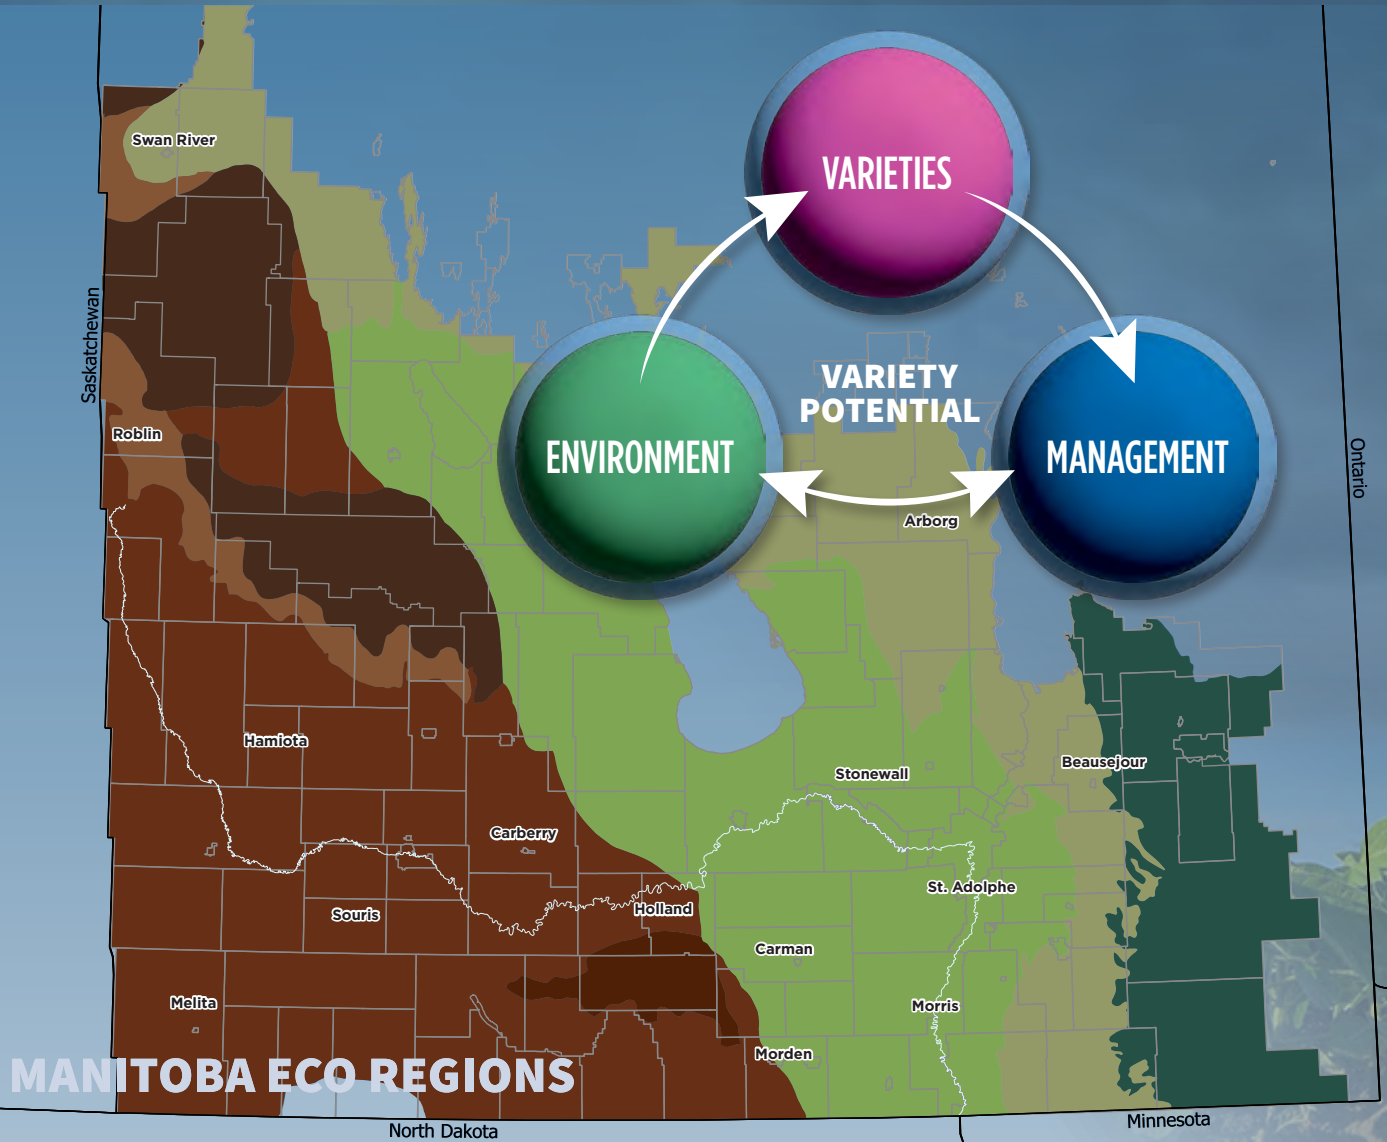 Swan River
VARIETIES
Saskatchewan
VARIETY
POTENTIAL
Roblin
ENVIRONMENT
MANAGEMENT
Ontario
Arborg
Hamiota
Beausejour
Stonewall
Carberry
St. Adolphe
Souris
Holland
Carman
Melita
Morris
Morden
MANITOBA ECO REGIONS
North Dakota
Minnesota